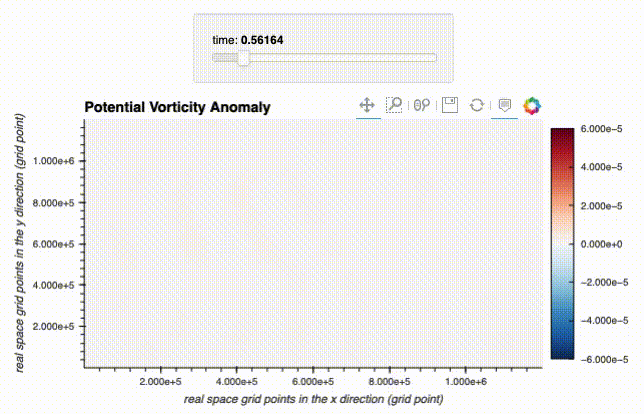 time: 0.56164
Potential Vorticity Anomaly
real space grid points in the y direction (grid point)
1.000e+6
8.000e+5
6.000e+5
4.000e+5
2.000e+5
2.000e+5 4.000e+5 6.000e+5 8.000e+5 1.000e+6
real space grid points in the x direction (grid point)
6.000e−5
4.000e−5
2.000e−5
0.000e+0
−2.000e−5
−4.000e−5
−6.000e−5